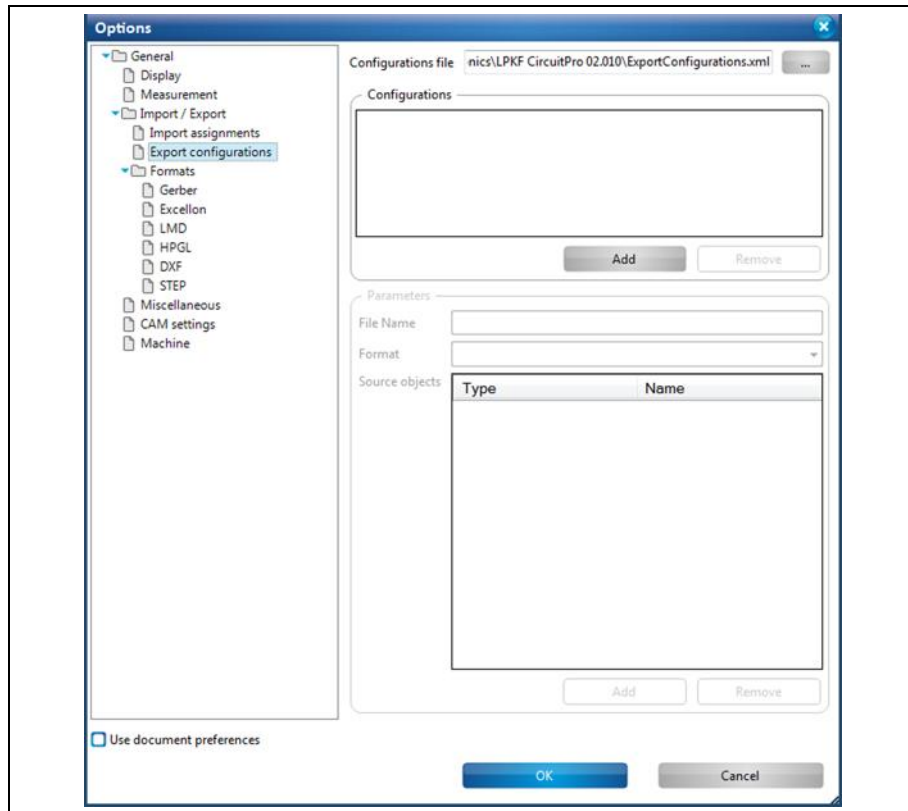 Options
General
Display
Measurement
Import / Export
Import assignments
Export configurations
Formats
Gerber
Excellon
LMD
HPGL
DXF
STEP
Miscellaneous
CAM settings
Machine
Configurations file nics\LPKF CircuitPro 02.010\ExportConfigurations.xml ...
Configurations
Add Remove
Parameters
File Name
Format
Source objects Type Name
Add Remove
Use document preferences
OK Cancel